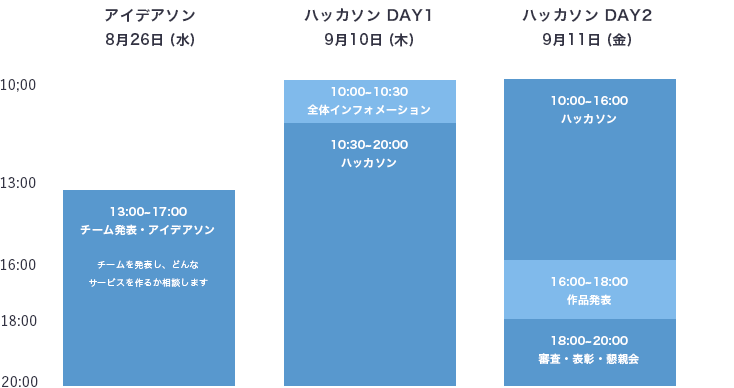 アイデアソン
8月26日 (水)
ハッカソン DAY1
9月10日 (木)
ハッカソン DAY2
9月11日 (金)
10;00
13:00
16:00
18:00
20:00
13:00–17:00
チーム発表・アイデアソン
チームを発表し、どんな
サービスを作るか相談します
10:00–10:30
全体インフォメーション
10:30–20:00
ハッカソン
10:00–16:00
ハッカソン
16:00–18:00
作品発表
18:00–20:00
審査・表彰・懇親会